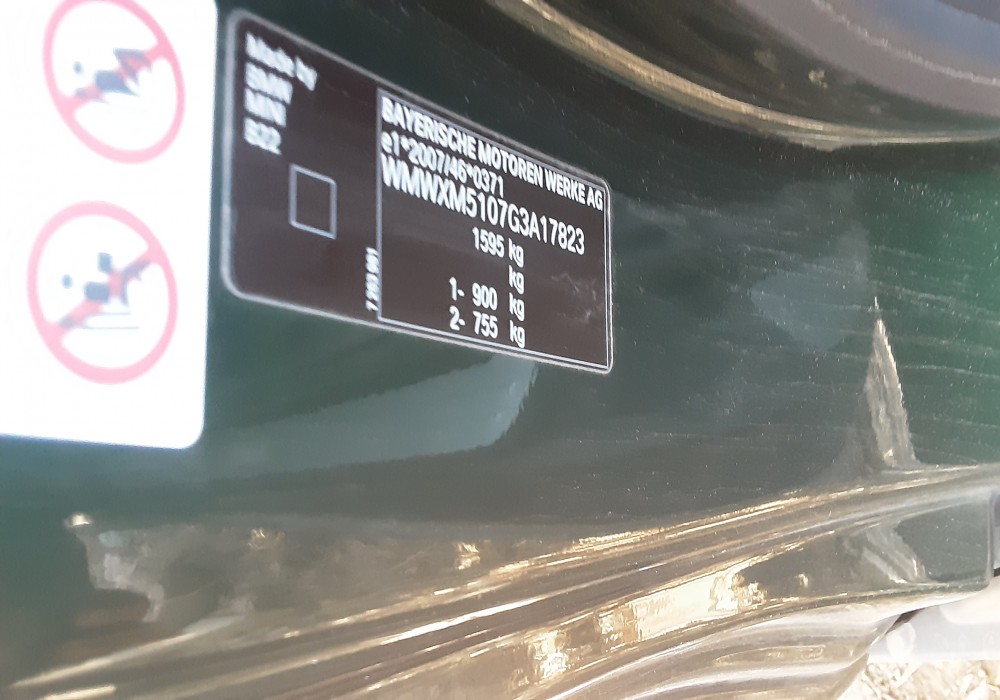 Made by
BMW
MINI
B22
BAYERISCHE MOTOREN WERKE AG
e1*2007/46*0371
WMWXM5107G3A17823
1595 kg
kg
1- 900 kg
2- 755 kg